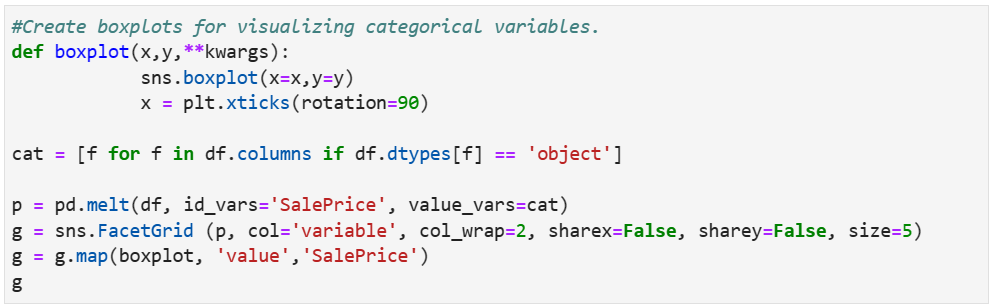 #Create boxplots for visualizing categorical variables.
def boxplot(x,y,**kwargs):
            sns.boxplot(x=x,y=y)
            x = plt.xticks(rotation=90)

cat = [f for f in df.columns if df.dtypes[f] == 'object']

p = pd.melt(df, id_vars='SalePrice', value_vars=cat)
g = sns.FacetGrid (p, col='variable', col_wrap=2, sharex=False, sharey=False, size=5)
g = g.map(boxplot, 'value','SalePrice')
g